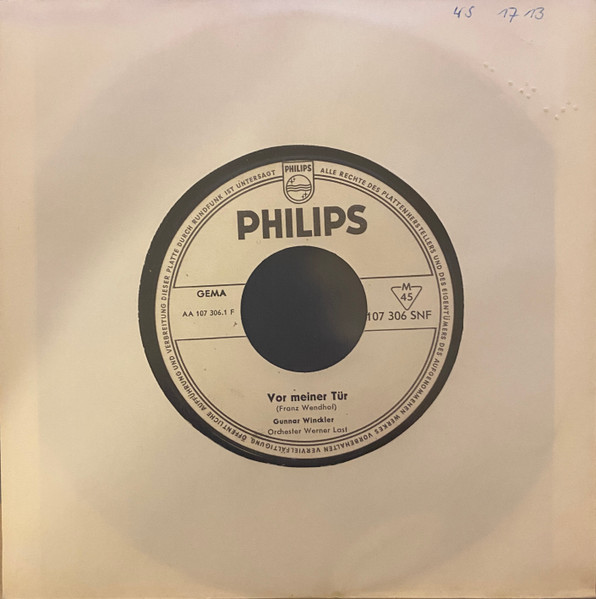 45 1713
ALLE RECHTE DES PLATTENHERSTELLERS UND DES EIGENTÜMERS DES AUFGENOMMENEN WERKES VORBEHALTEN VERVIELFÄLTIGUNG, ÖFFENTLICHE AUFFÜHRUNG UND VERBREITUNG DIESER PLATTE DURCH RUNDFUNK IST UNTERSAGT
PHILIPS
PHILIPS
GEMA
M
45
AA 107 306.1 F
107 306 SNF
Vor meiner Tür
(Franz Wendhof)
Gunnar Winckler
Orchester Werner Last